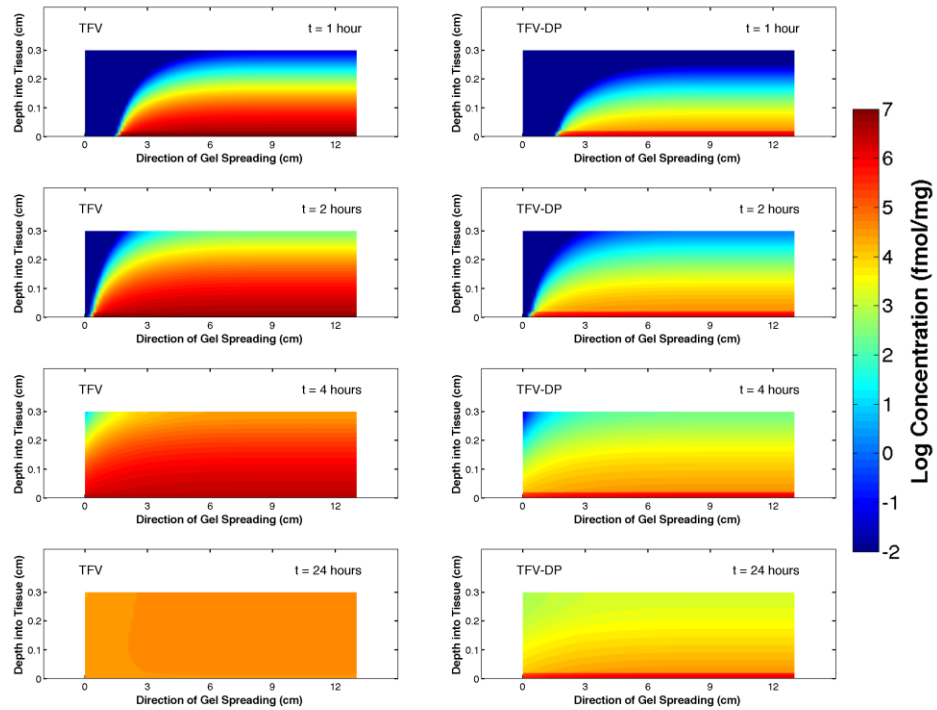 TFV t = 1 hour
0.3
0.2
0.1
0
Depth into Tissue (cm)
0 3 6 9 12
Direction of Gel Spreading (cm)
TFV-DP t = 1 hour
0.3
0.2
0.1
0
Depth into Tissue (cm)
0 3 6 9 12
Direction of Gel Spreading (cm)
TFV t = 2 hours
0.3
0.2
0.1
0
Depth into Tissue (cm)
0 3 6 9 12
Direction of Gel Spreading (cm)
TFV-DP t = 2 hours
0.3
0.2
0.1
0
Depth into Tissue (cm)
0 3 6 9 12
Direction of Gel Spreading (cm)
TFV t = 4 hours
0.3
0.2
0.1
0
Depth into Tissue (cm)
0 3 6 9 12
Direction of Gel Spreading (cm)
TFV-DP t = 4 hours
0.3
0.2
0.1
0
Depth into Tissue (cm)
0 3 6 9 12
Direction of Gel Spreading (cm)
TFV t = 24 hours
0.3
0.2
0.1
0
Depth into Tissue (cm)
0 3 6 9 12
Direction of Gel Spreading (cm)
TFV-DP t = 24 hours
0.3
0.2
0.1
0
Depth into Tissue (cm)
0 3 6 9 12
Direction of Gel Spreading (cm)
7
6
5
4
3
2
1
0
-1
-2
Log Concentration (fmol/mg)